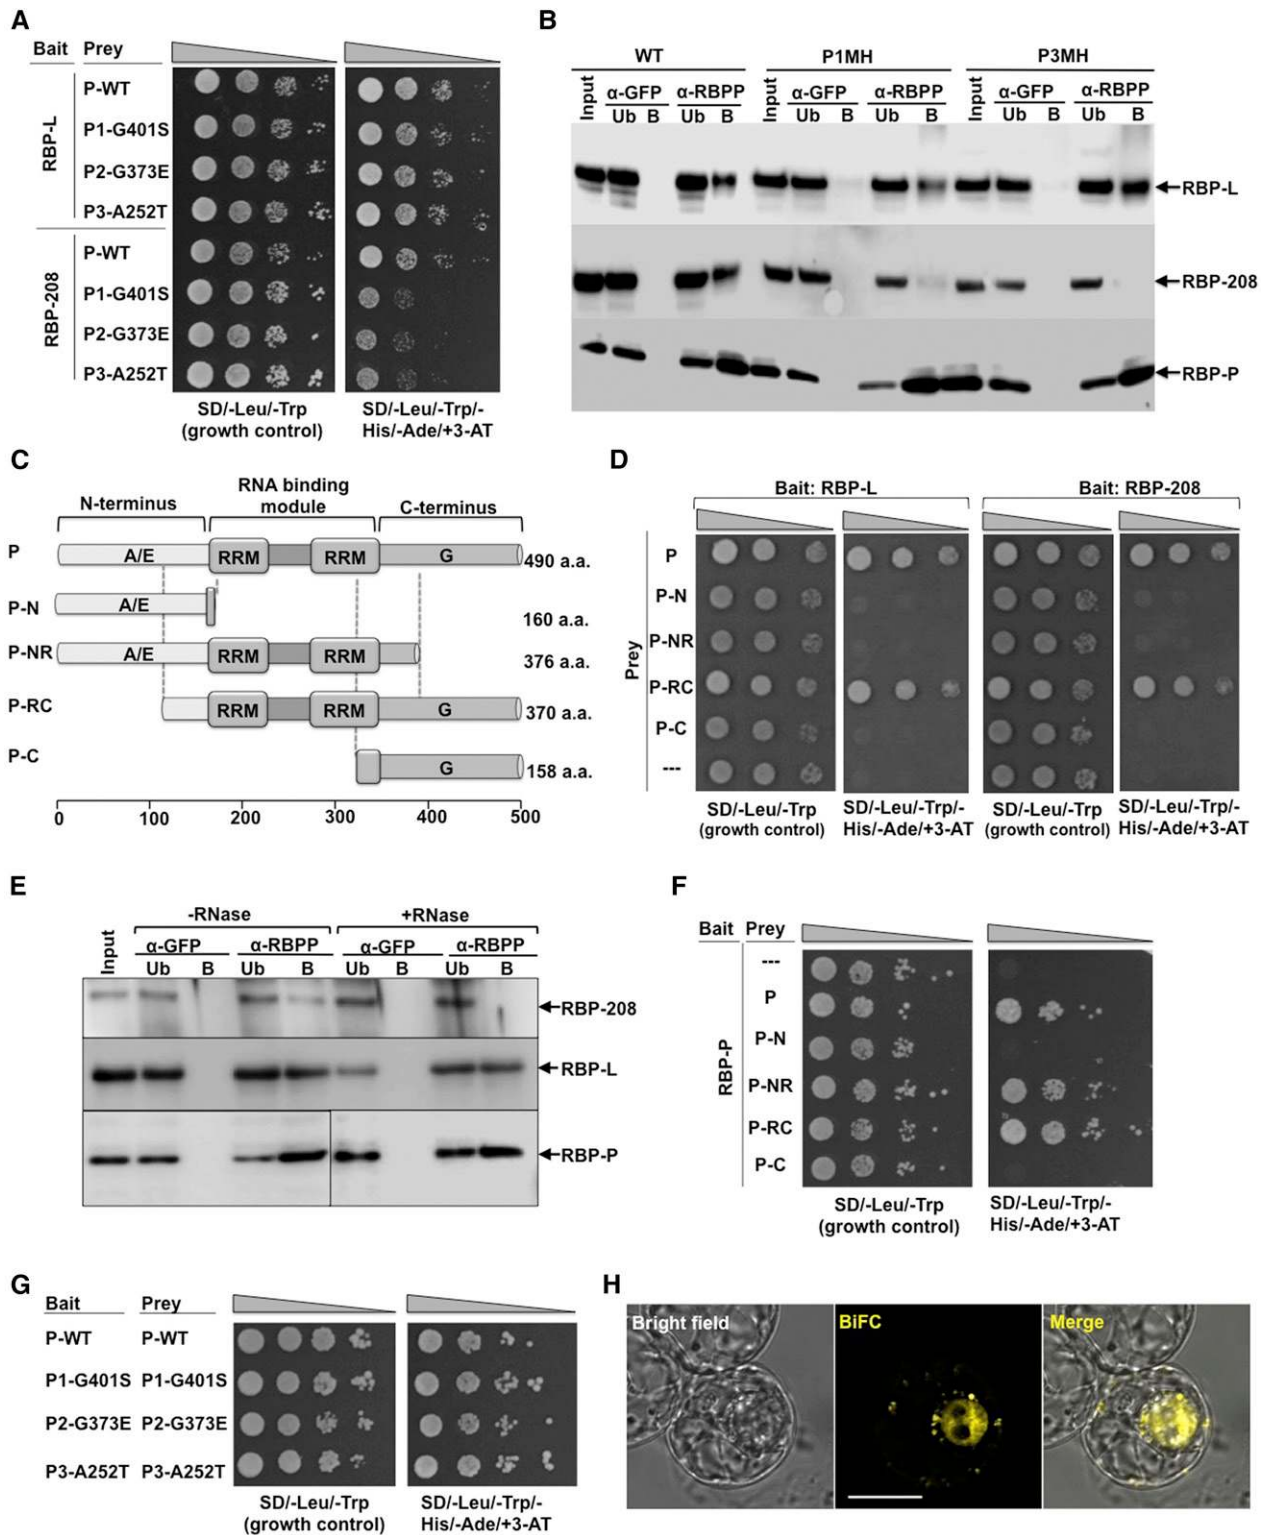 A
Bait Prey
RBP-L
P-WT
P1-G401S
P2-G373E
P3-A252T
RBP-208
P-WT
P1-G401S
P2-G373E
P3-A252T
SD/-Leu/-Trp
(growth control)
SD/-Leu/-Trp/-
His/-Ade/+3-AT
B
WT P1MH P3MH
Input α-GFP α-RBPP Input α-GFP α-RBPP Input α-GFP α-RBPP
Ub B Ub B Ub B Ub B Ub B Ub B
RBP-L
RBP-208
RBP-P
C
N-terminus
RNA binding
module
C-terminus
P A/E RRM RRM G 490 a.a.
P-N A/E 160 a.a.
P-NR A/E RRM RRM 376 a.a.
P-RC RRM RRM G 370 a.a.
P-C G 158 a.a.
0 100 200 300 400 500
D
Bait: RBP-L Bait: RBP-208
Prey
P
P-N
P-NR
P-RC
P-C
---
SD/-Leu/-Trp
(growth control)
SD/-Leu/-Trp/-
His/-Ade/+3-AT
SD/-Leu/-Trp
(growth control)
SD/-Leu/-Trp/-
His/-Ade/+3-AT
E
-RNase +RNase
Input α-GFP α-RBPP α-GFP α-RBPP
Ub B Ub B Ub B Ub B
RBP-208
RBP-L
RBP-P
F
Bait Prey
RBP-P
---
P
P-N
P-NR
P-RC
P-C
SD/-Leu/-Trp
(growth control)
SD/-Leu/-Trp/-
His/-Ade/+3-AT
G
Bait Prey
P-WT P-WT
P1-G401S P1-G401S
P2-G373E P2-G373E
P3-A252T P3-A252T
SD/-Leu/-Trp
(growth control)
SD/-Leu/-Trp/-
His/-Ade/+3-AT
H
Bright field BiFC Merge